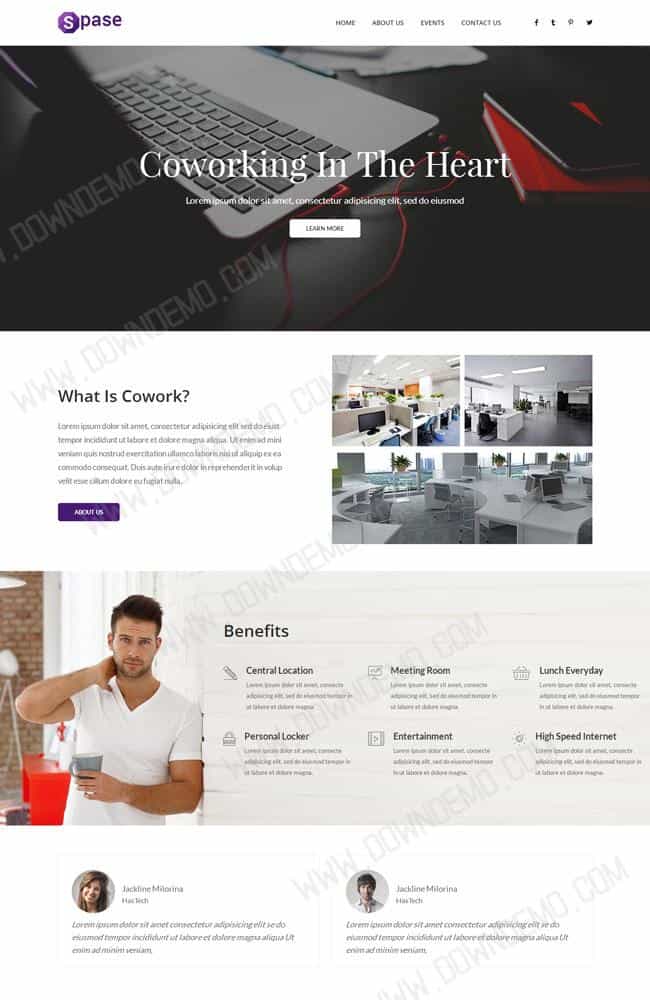 Spase
HOME ABOUT US EVENTS CONTACT US
Coworking In The Heart
Lorem ipsum dolor sit amet, consectetur adipisicing elit, sed do eiusmod
LEARN MORE
What Is Cowork?
Lorem ipsum dolor sit amet, consectetur adipisicing elit sed do eiust
tempor incididunt ut labore et dolore magna aliqua. Ut enim ad mini
veniam quis nostrud exercitation ullamco laboris nisi ul aliquip ex ea
commodo consequat. Duis aute irure dolor in reprehenderit in volup
velit esse cillum dolore eu fugiat nulla.
ABOUT US
Benefits
Central Location
Lorem ipsum dolor sit amet, consecte
adipisicing elit, sed do eiusmod tempor in
ut labore et dolore magna.
Meeting Room
Lorem ipsum dolor sit amet, consecte
adipisicing elit, sed do eiusmod tempor in
ut labore et dolore magna.
Lunch Everyday
Lorem ipsum dolor sit amet, consecte
adipisicing elit, sed do eiusmod tempor in
ut labore et dolore magna.
Personal Locker
Lorem ipsum dolor sit amet, consecte
adipisicing elit, sed do eiusmod tempor in
ut labore et dolore magna.
Entertainment
Lorem ipsum dolor sit amet, consecte
adipisicing elit, sed do eiusmod tempor
ut labore et dolore magna.
High Speed Internet
Lorem ipsum dolor sit amet, consecte
adipisicing elit, sed do eiusmod tempor in
ut labore et dolore magna.
Jackline Milorina
HasTech
Lorem ipsum dolor sit amet, consectetur adipisicing elit sed do
eiusmod tempor incididunt ut labore et dolore magna aliqua Ut
enim ad minim veniam,
Jackline Milorina
HasTech
Lorem ipsum dolor sit amet, consectetur adipisicing elit sed do
eiusmod tempor incididunt ut labore et dolore magna aliqua Ut
enim ad minim veniam,
WWW.DOWNDEMO.COM